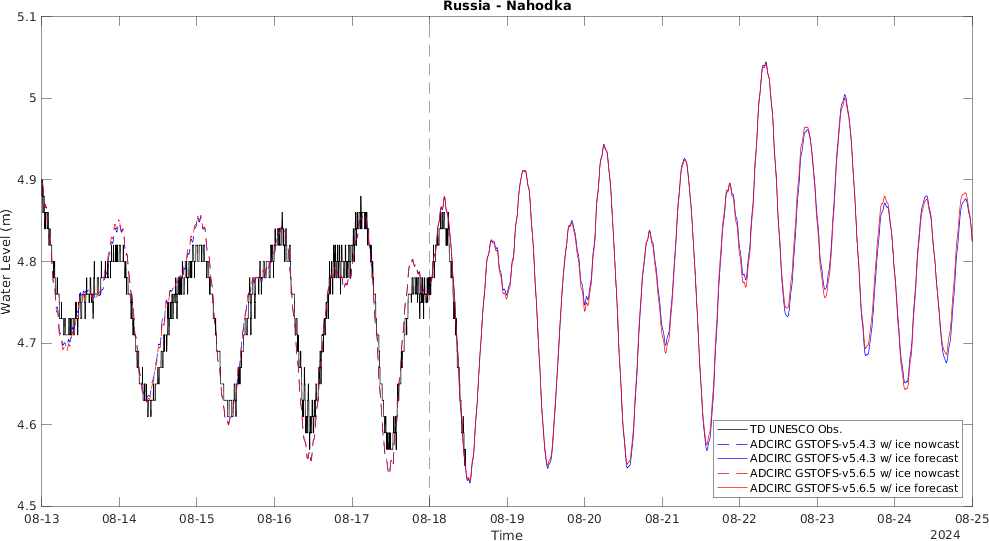 Russia - Nahodka
Water Level (m)
5.1
5
4.9
4.8
4.7
4.6
4.5
TD UNESCO Obs.
ADCIRC GSTOFS-v5.4.3 w/ ice nowcast
ADCIRC GSTOFS-v5.4.3 w/ ice forecast
ADCIRC GSTOFS-v5.6.5 w/ ice nowcast
ADCIRC GSTOFS-v5.6.5 w/ ice forecast
08-13 08-14 08-15 08-16 08-17 08-18 08-19 08-20 08-21 08-22 08-23 08-24 08-25
Time
2024